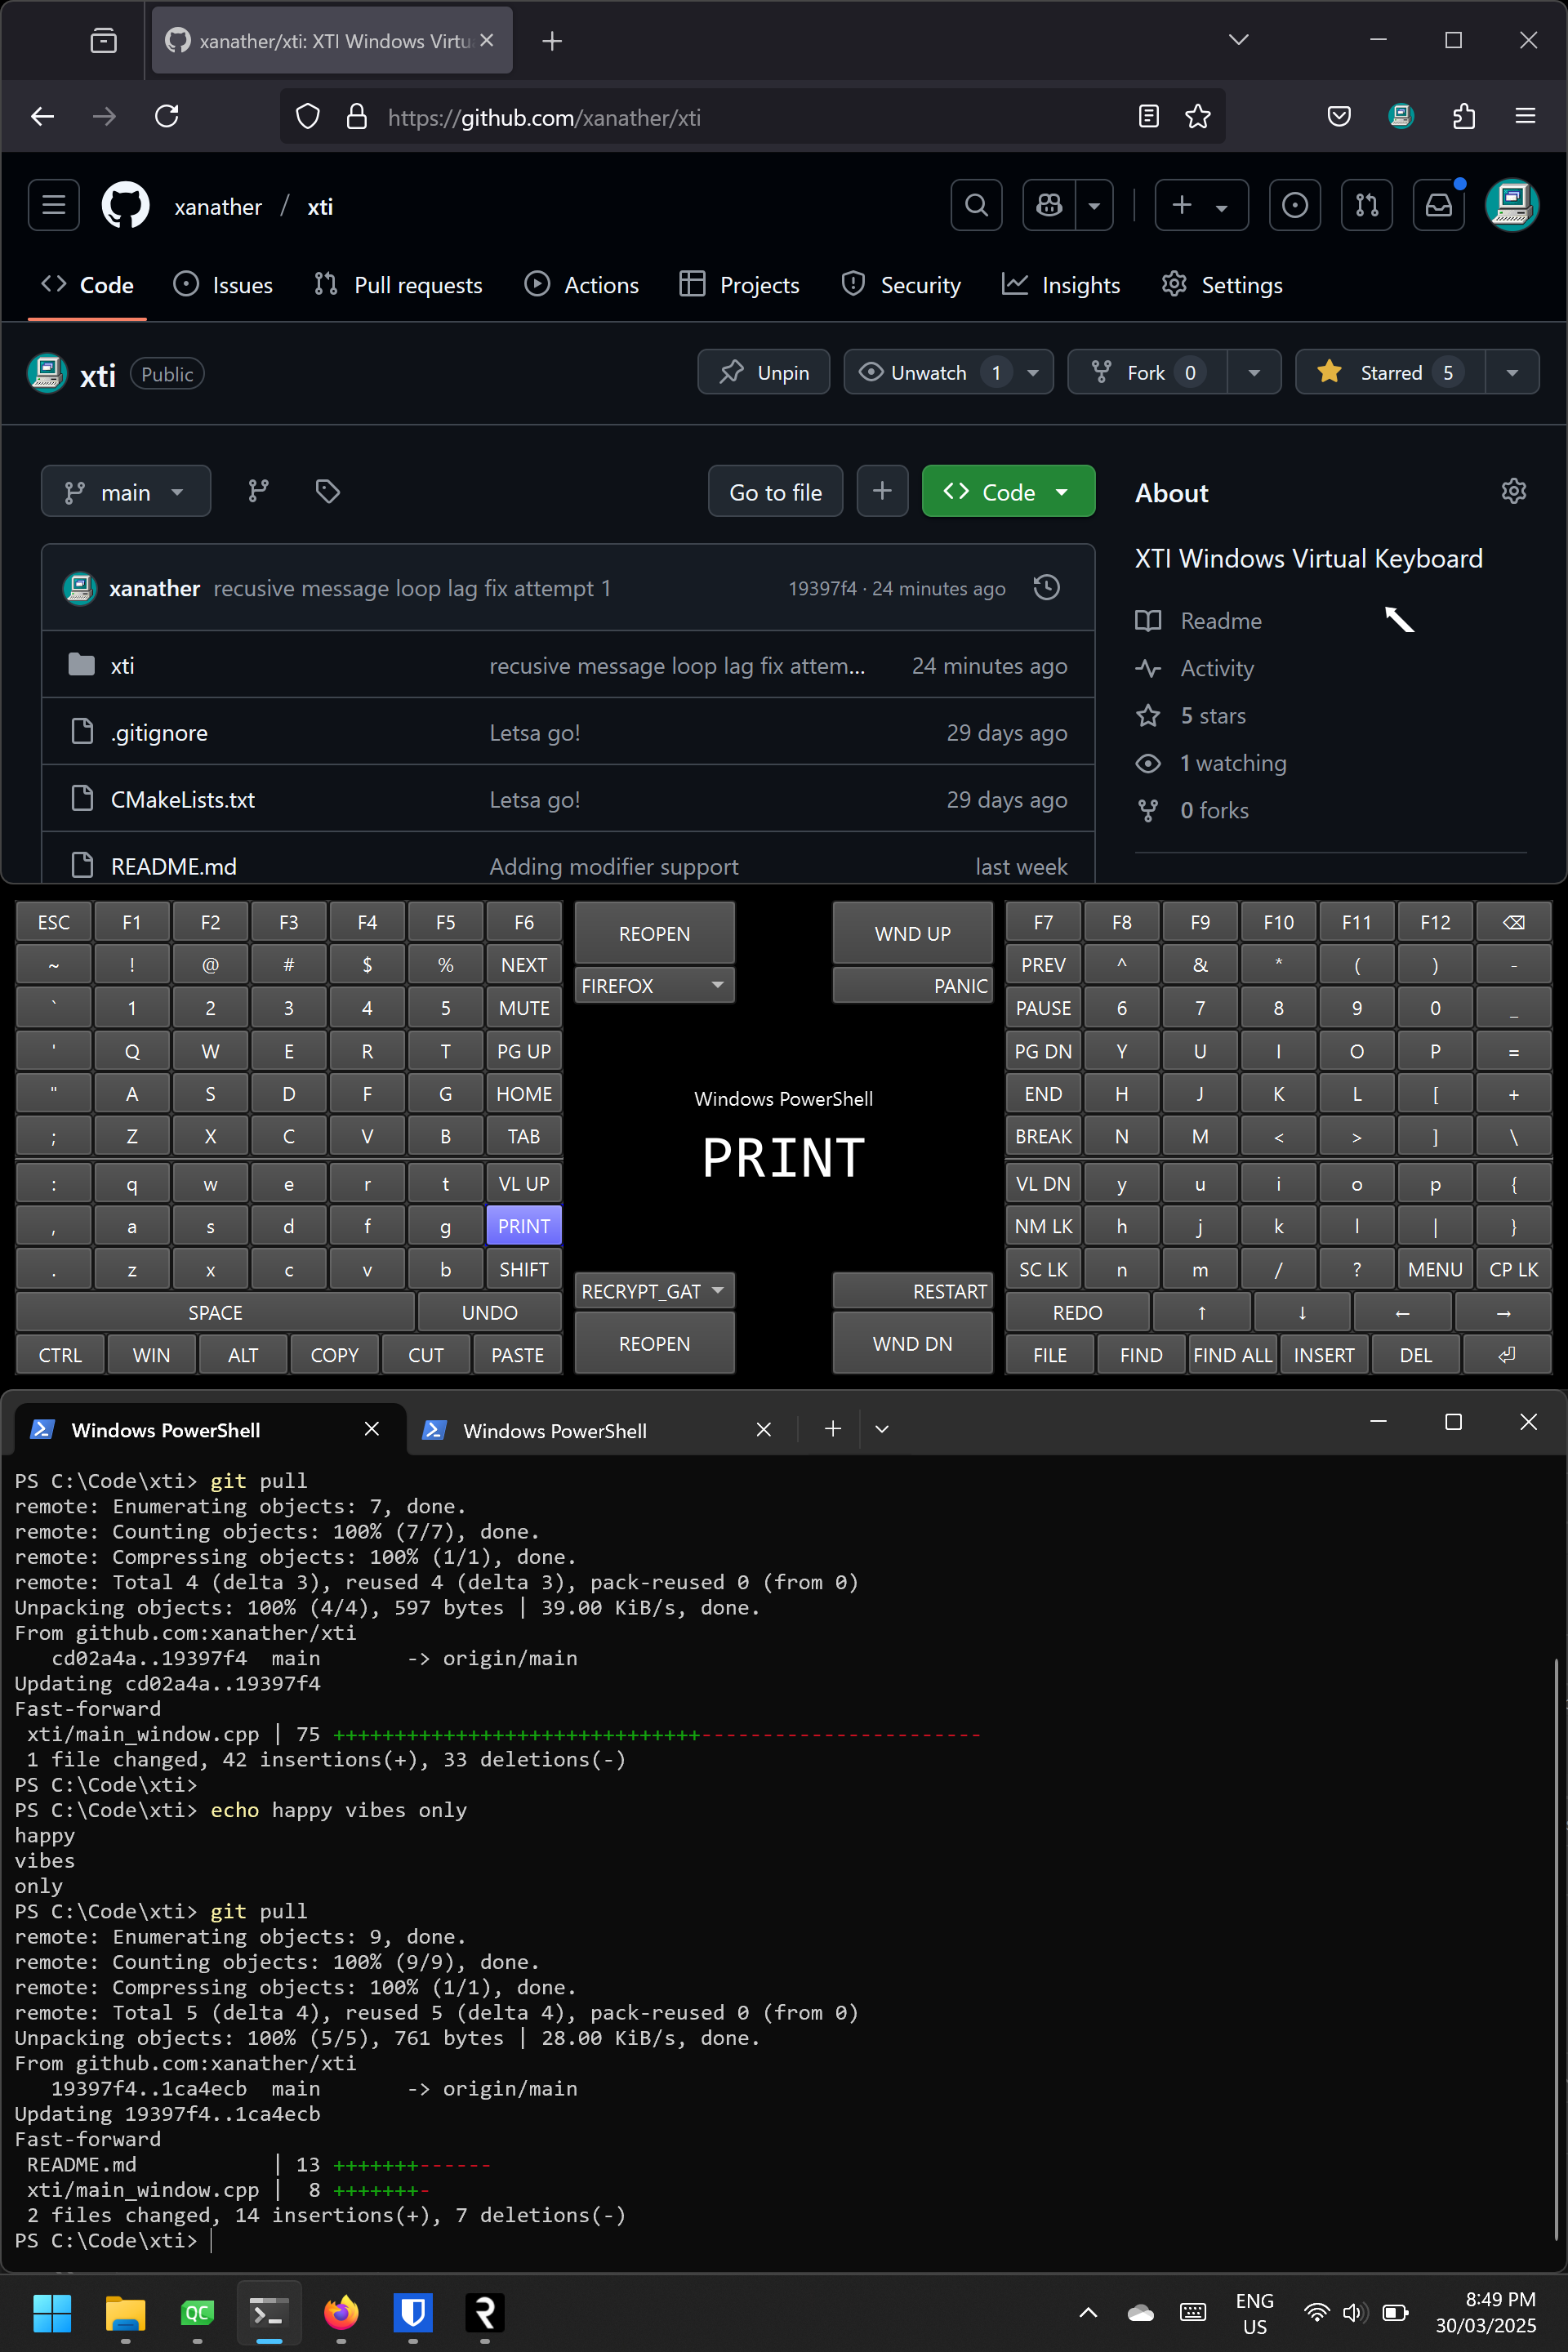 xanather/xti: XTI Windows Virtu
https://github.com/xanather/xti
xanather / xti
Code Issues Pull requests Actions Projects Security Insights Settings
xti Public Unpin Unwatch 1 Fork 0 Starred 5
main Go to file + Code About
XTI Windows Virtual Keyboard
xanather recusive message loop lag fix attempt 1 19397f4 · 24 minutes ago
Readme
xti recusive message loop lag fix attem... 24 minutes ago
Activity
5 stars
.gitignore Letsa go! 29 days ago
1 watching
CMakeLists.txt Letsa go! 29 days ago
0 forks
README.md Adding modifier support last week
ESC F1 F2 F3 F4 F5 F6 REOPEN WND UP F7 F8 F9 F10 F11 F12 ⌫
~ ! @ # $ % NEXT FIREFOX PANIC PREV ^ & * ( ) -
` 1 2 3 4 5 MUTE PAUSE 6 7 8 9 0 _
' Q W E R T PG UP PG DN Y U I O P =
" A S D F G HOME Windows PowerShell END H J K L [ +
; Z X C V B TAB PRINT BREAK N M < > ] \
: q w e r t VL UP VL DN y u i o p {
, a s d f g PRINT NM LK h j k l | }
. z x c v b SHIFT RECRYPT_GAT RESTART SC LK n m / ? MENU CP LK
SPACE UNDO REOPEN WND DN REDO ↑ ↓ ← →
CTRL WIN ALT COPY CUT PASTE FILE FIND FIND ALL INSERT DEL ⏎
Windows PowerShell Windows PowerShell
PS C:\Code\xti> git pull
remote: Enumerating objects: 7, done.
remote: Counting objects: 100% (7/7), done.
remote: Compressing objects: 100% (1/1), done.
remote: Total 4 (delta 3), reused 4 (delta 3), pack-reused 0 (from 0)
Unpacking objects: 100% (4/4), 597 bytes | 39.00 KiB/s, done.
From github.com:xanather/xti
cd02a4a..19397f4 main -> origin/main
Updating cd02a4a..19397f4
Fast-forward
xti/main_window.cpp | 75 ++++++++++++++++++++++++++++++-----------------------
1 file changed, 42 insertions(+), 33 deletions(-)
PS C:\Code\xti>
PS C:\Code\xti> echo happy vibes only
happy
vibes
only
PS C:\Code\xti> git pull
remote: Enumerating objects: 9, done.
remote: Counting objects: 100% (9/9), done.
remote: Compressing objects: 100% (1/1), done.
remote: Total 5 (delta 4), reused 5 (delta 4), pack-reused 0 (from 0)
Unpacking objects: 100% (5/5), 761 bytes | 28.00 KiB/s, done.
From github.com:xanather/xti
19397f4..1ca4ecb main -> origin/main
Updating 19397f4..1ca4ecb
Fast-forward
README.md | 13 +++++++------
xti/main_window.cpp | 8 +++++++-
2 files changed, 14 insertions(+), 7 deletions(-)
PS C:\Code\xti>
QC
ENG
US
8:49 PM
30/03/2025